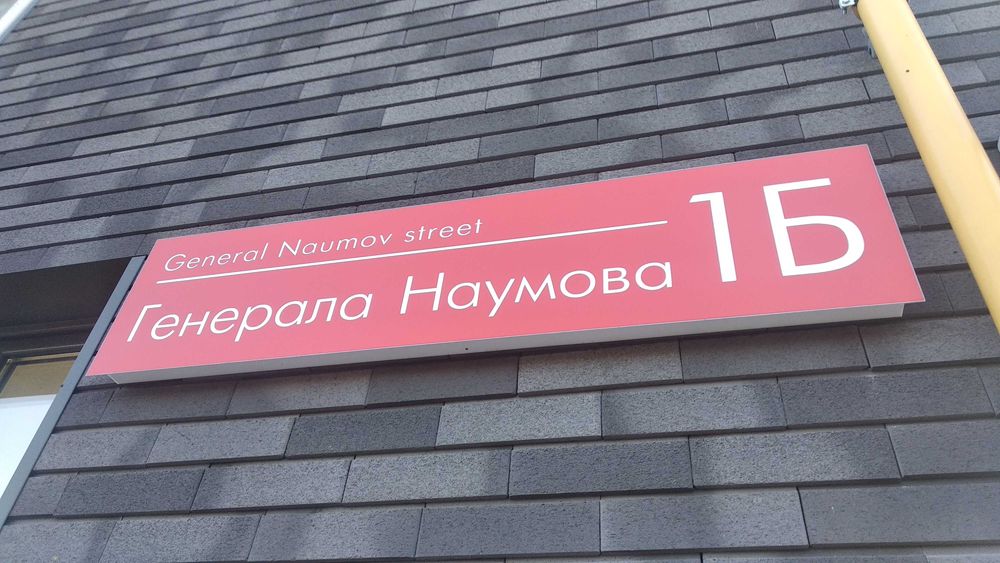 General Naumov street
Генерала Наумова
1Б